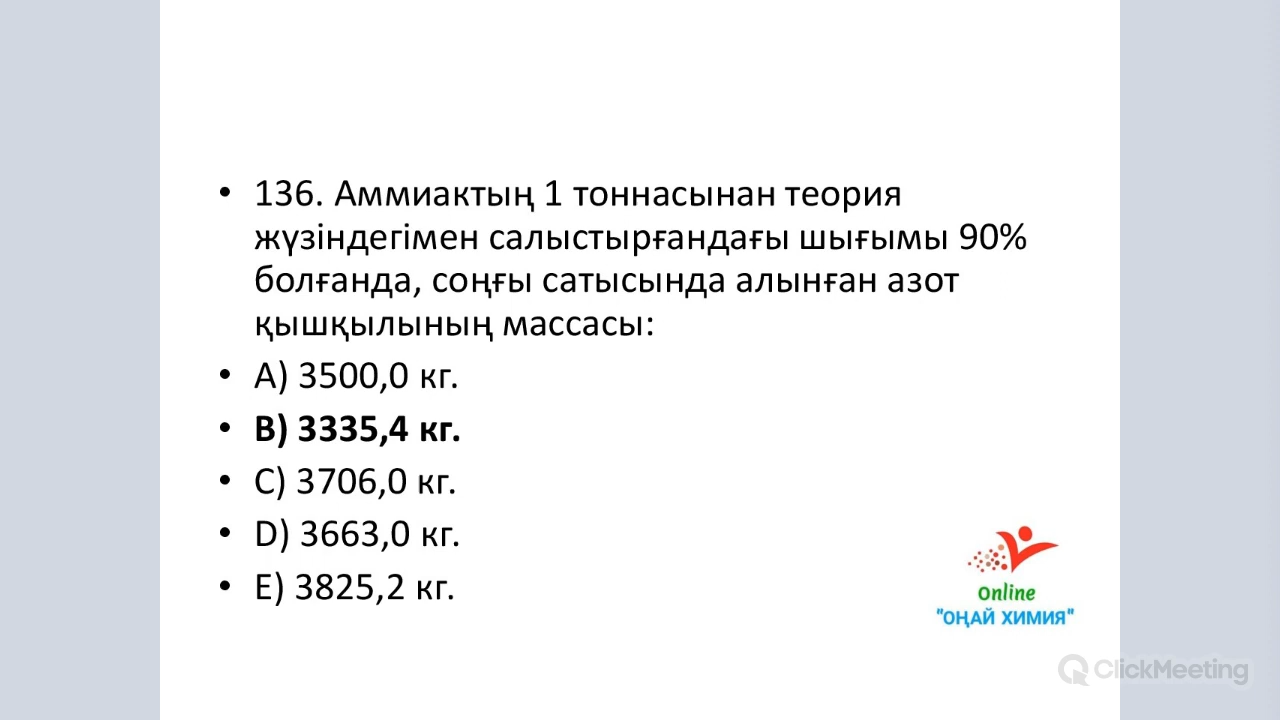 • 136. Аммиактың 1 тоннасынан теория
жүзіндегімен салыстырғандағы шығымы 90%
болғанда, соңғы сатысында алынған азот
қышқылының массасы:
• A) 3500,0 кг.
• B) 3335,4 кг.
• C) 3706,0 кг.
• D) 3663,0 кг.
• E) 3825,2 кг.
Online
"ОҢАЙ ХИМИЯ"
ClickMeeting